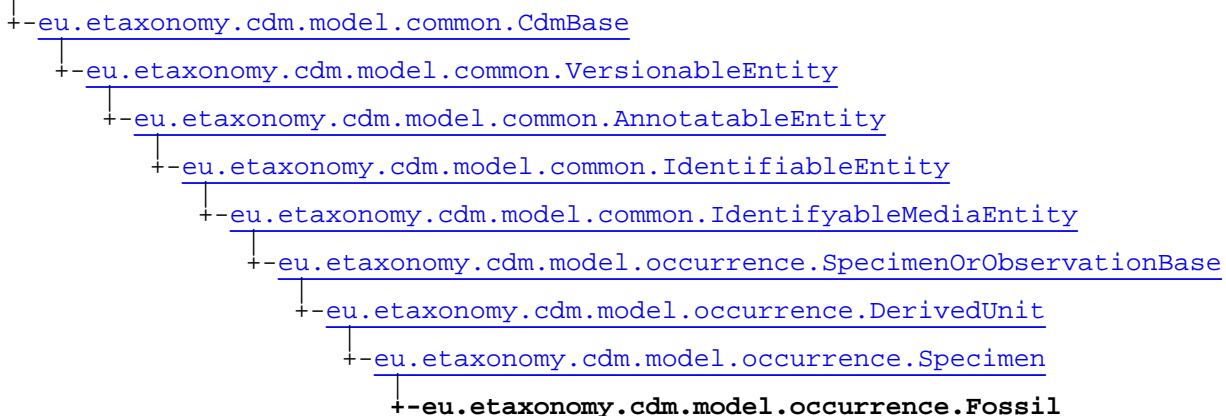 +-eu.etaxonomy.cdm.model.common.CdmBase
+-eu.etaxonomy.cdm.model.common.VersionableEntity
+-eu.etaxonomy.cdm.model.common.AnnotatableEntity
+-eu.etaxonomy.cdm.model.common.IdentifiableEntity
+-eu.etaxonomy.cdm.model.common.IdentifyableMediaEntity
+-eu.etaxonomy.cdm.model.occurrence.SpecimenOrObservationBase
+-eu.etaxonomy.cdm.model.occurrence.DerivedUnit
+-eu.etaxonomy.cdm.model.occurrence.Specimen
+-eu.etaxonomy.cdm.model.occurrence.Fossil